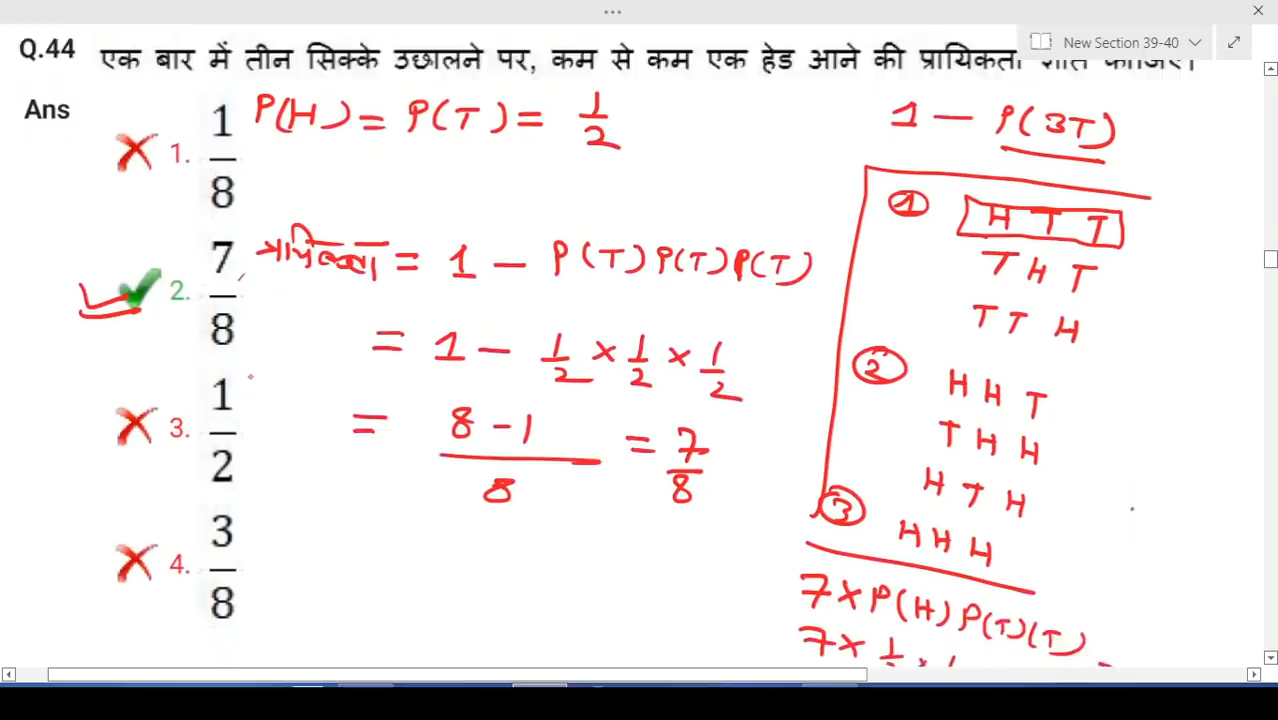 New Section 39-40
Q.44 एक बार में तीन सिक्के उछालने पर, कम से कम एक हेड आने की प्रायिकता ज्ञात कीजिए।
Ans
1. 1/8
2. 7/8
3. 1/2
4. 3/8
P(H) = P(T) = 1/2
प्रायिकता = 1 - P(T) P(T) P(T)
= 1 - 1/2 × 1/2 × 1/2
= 8-1/8 = 7/8
1 - P(3T)
1 H T T
T H T
T T H
2 H H T
T H H
H T H
3 H H H
7 × P(H) P(T) (T)
7 ×